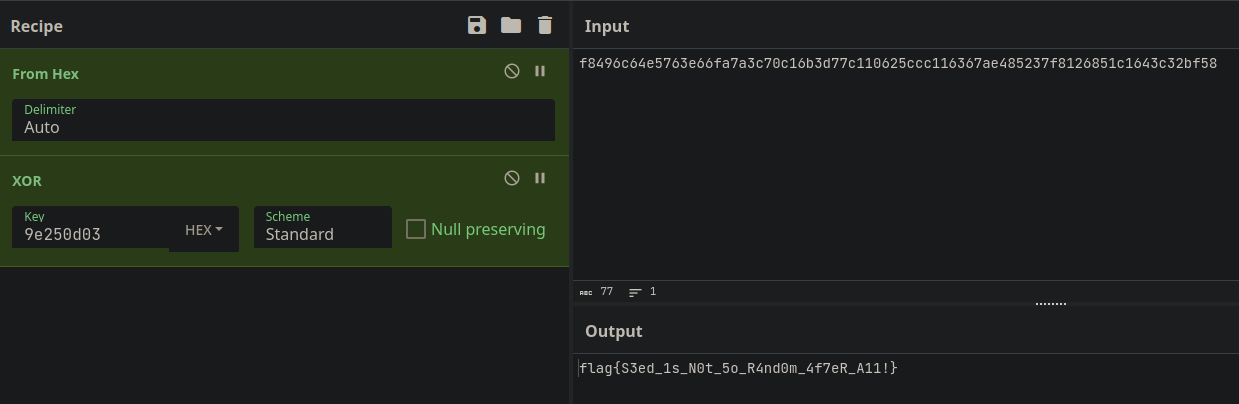 Recipe
From Hex
Delimiter
Auto
XOR
Key
9e250d03
HEX
Scheme
Standard
Null preserving
Input
f8496c64e5763e66fa7a3c70c16b3d77c110625ccc116367ae485237f8126851c1643c32bf58
ABC 77 1
Output
flag{S3ed_1s_N0t_5o_R4nd0m_4f7eR_A11!}